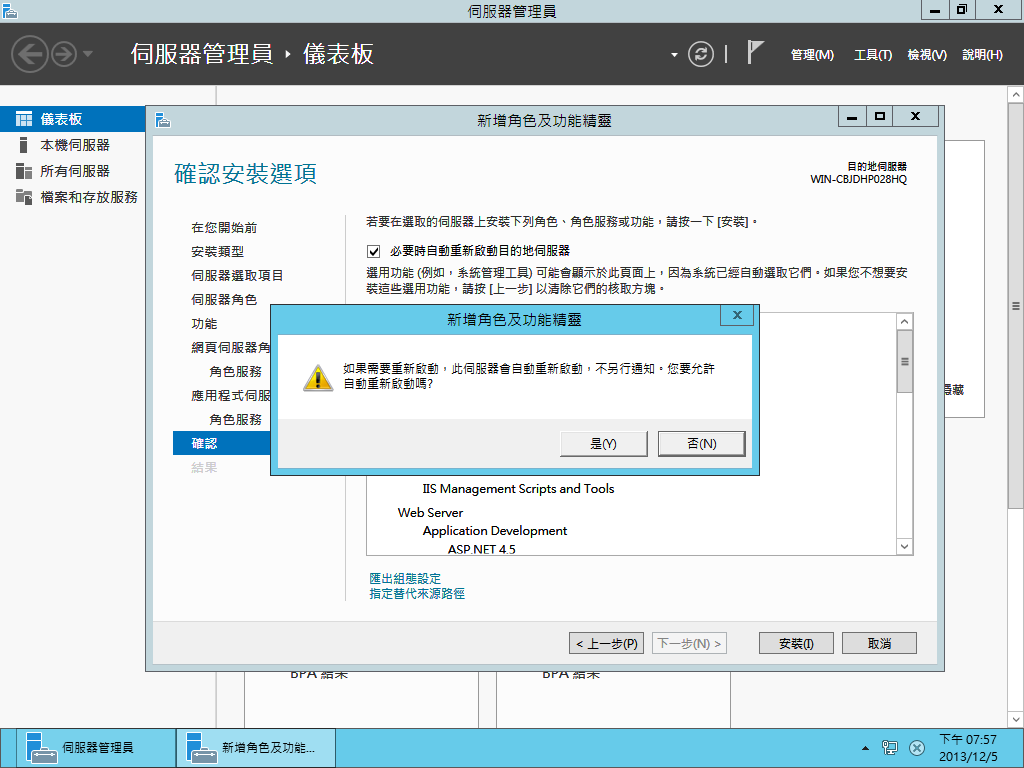 伺服器管理員
伺服器管理員 ‣ 儀表板
管理(M)
工具(T)
檢視(V)
說明(H)
儀表板
本機伺服器
所有伺服器
檔案和存放服務
新增角色及功能精靈
確認安裝選項
目的地伺服器
WIN-CBJDHP028HQ
在您開始前
安裝類型
伺服器選取項目
伺服器角色
功能
網頁伺服器角
角色服務
應用程式伺服
角色服務
確認
結果
若要在選取的伺服器上安裝下列角色、角色服務或功能，請按一下 [安裝]。
必要時自動重新啟動目的地伺服器
選用功能 (例如，系統管理工具) 可能會顯示於此頁面上，因為系統已經自動選取它們。如果您不想要安
裝這些選用功能，請按 [上一步] 以清除它們的核取方塊。
新增角色及功能精靈
如果需要重新啟動，此伺服器會自動重新啟動，不另行通知。您要允許
自動重新啟動嗎?
是(Y)
否(N)
IIS Management Scripts and Tools
Web Server
Application Development
ASP.NET 4.5
匯出組態設定
指定替代來源路徑
< 上一步(P)
下一步(N) >
安裝(I)
取消
隱藏
BPA 結果
BPA 結果
伺服器管理員
新增角色及功能...
下午 07:57
2013/12/5